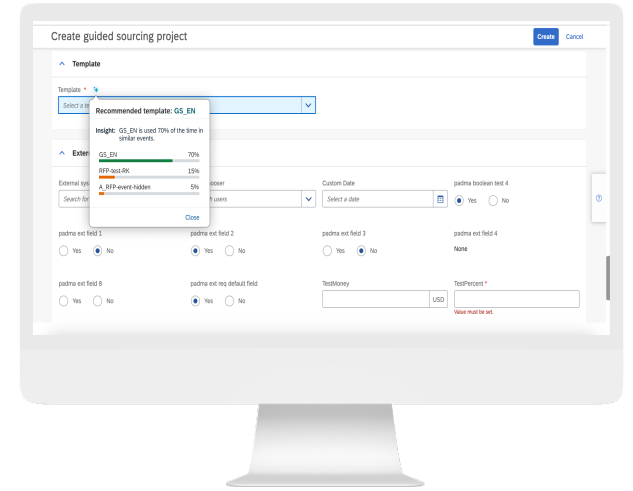 Create guided sourcing project
Create
Cancel
Template
Template *
Select a te
Recommended template: GS_EN
Insight: GS_EN is used 70% of the time in
similar events.
GS_EN 70%
RFP-test-RK 15%
A_RFP-event-hidden 5%
Close
Extern
External sys
Search for
ooser
h users
Custom Date
Select a date
padma boolean test 4
Yes No
padma ext field 1
Yes No
padma ext field 2
Yes No
padma ext field 3
Yes No
padma ext field 4
None
padma ext field 8
Yes No
padma ext req default field
Yes No
TestMoney
USD
TestPercent *
Value must be set.